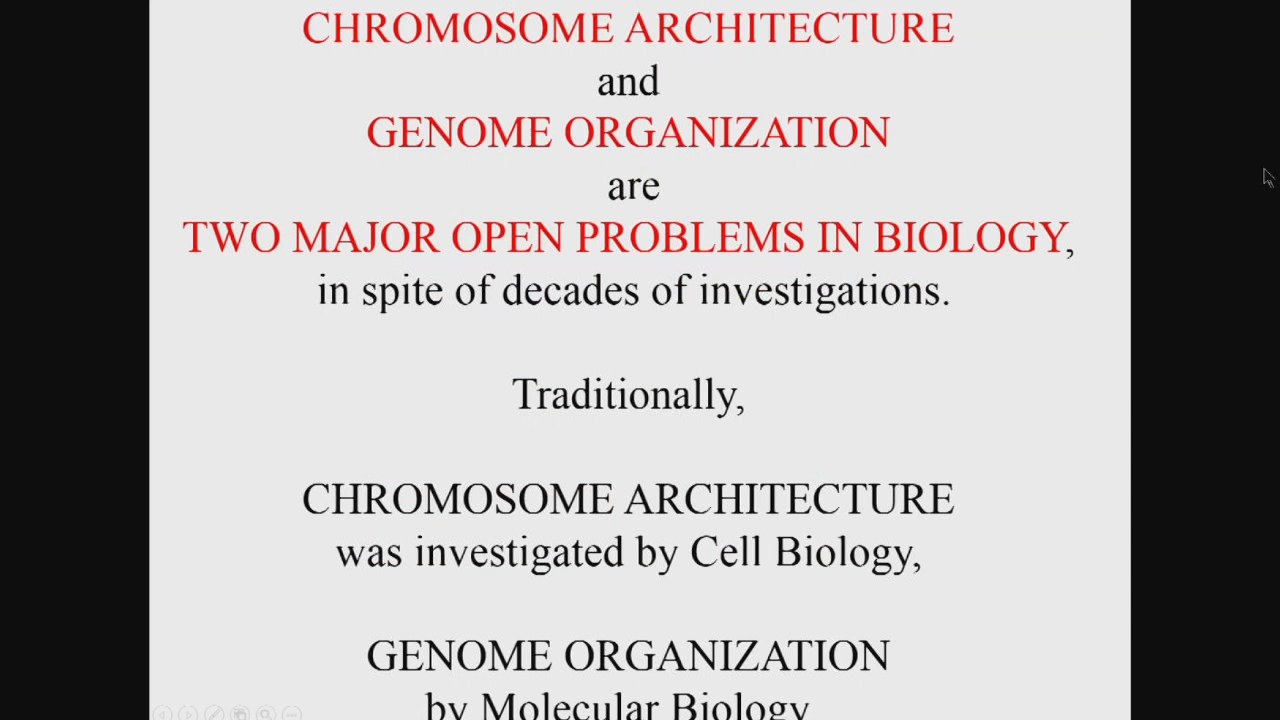 CHROMOSOME ARCHITECTURE
and
GENOME ORGANIZATION
are
TWO MAJOR OPEN PROBLEMS IN BIOLOGY,
in spite of decades of investigations.
Traditionally,
CHROMOSOME ARCHITECTURE
was investigated by Cell Biology,
GENOME ORGANIZATION
by Molecular Biology